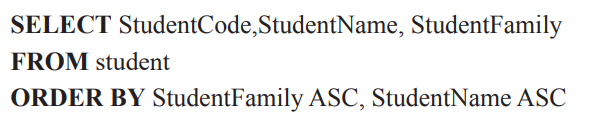 SELECT StudentCode,StudentName, StudentFamily
FROM student
ORDER BY StudentFamily ASC, StudentName ASC